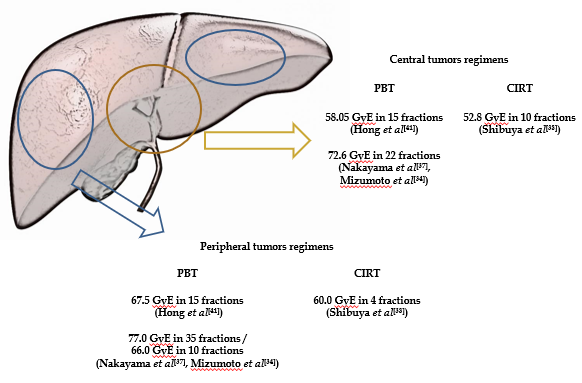 Central tumors regimens
PBT
CIRT
58.05 GyE in 15 fractions
(Hong et al[41])
52.8 GyE in 10 fractions
(Shibuya et al[38])
72.6 GyE in 22 fractions
(Nakayama et al[37],
Mizumoto et al[34])
Peripheral tumors regimens
PBT
CIRT
67.5 GyE in 15 fractions
(Hong et al[41])
60.0 GyE in 4 fractions
(Shibuya et al[38])
77.0 GyE in 35 fractions /
66.0 GyE in 10 fractions
(Nakayama et al[37], Mizumoto et al[34])